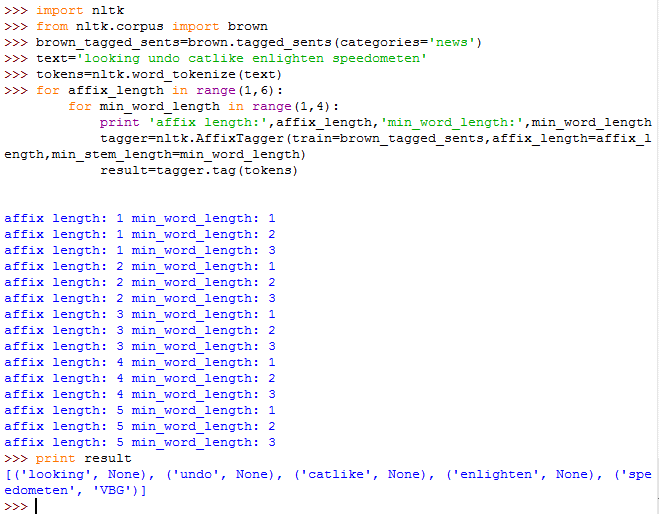 >>> import nltk
>>> from nltk.corpus import brown
>>> brown_tagged_sents=brown.tagged_sents(categories='news')
>>> text='looking undo catlike enlighten speedometen'
>>> tokens=nltk.word_tokenize(text)
>>> for affix_length in range(1,6):
        for min_word_length in range(1,4):
            print 'affix length:',affix_length,'min_word_length:',min_word_length
            tagger=nltk.AffixTagger(train=brown_tagged_sents,affix_length=affix_l
ength,min_stem_length=min_word_length)
            result=tagger.tag(tokens)
affix length: 1 min_word_length: 1
affix length: 1 min_word_length: 2
affix length: 1 min_word_length: 3
affix length: 2 min_word_length: 1
affix length: 2 min_word_length: 2
affix length: 2 min_word_length: 3
affix length: 3 min_word_length: 1
affix length: 3 min_word_length: 2
affix length: 3 min_word_length: 3
affix length: 4 min_word_length: 1
affix length: 4 min_word_length: 2
affix length: 4 min_word_length: 3
affix length: 5 min_word_length: 1
affix length: 5 min_word_length: 2
affix length: 5 min_word_length: 3
>>> print result
[('looking', None), ('undo', None), ('catlike', None), ('enlighten', None), ('spe
edometen', 'VBG')]
>>>